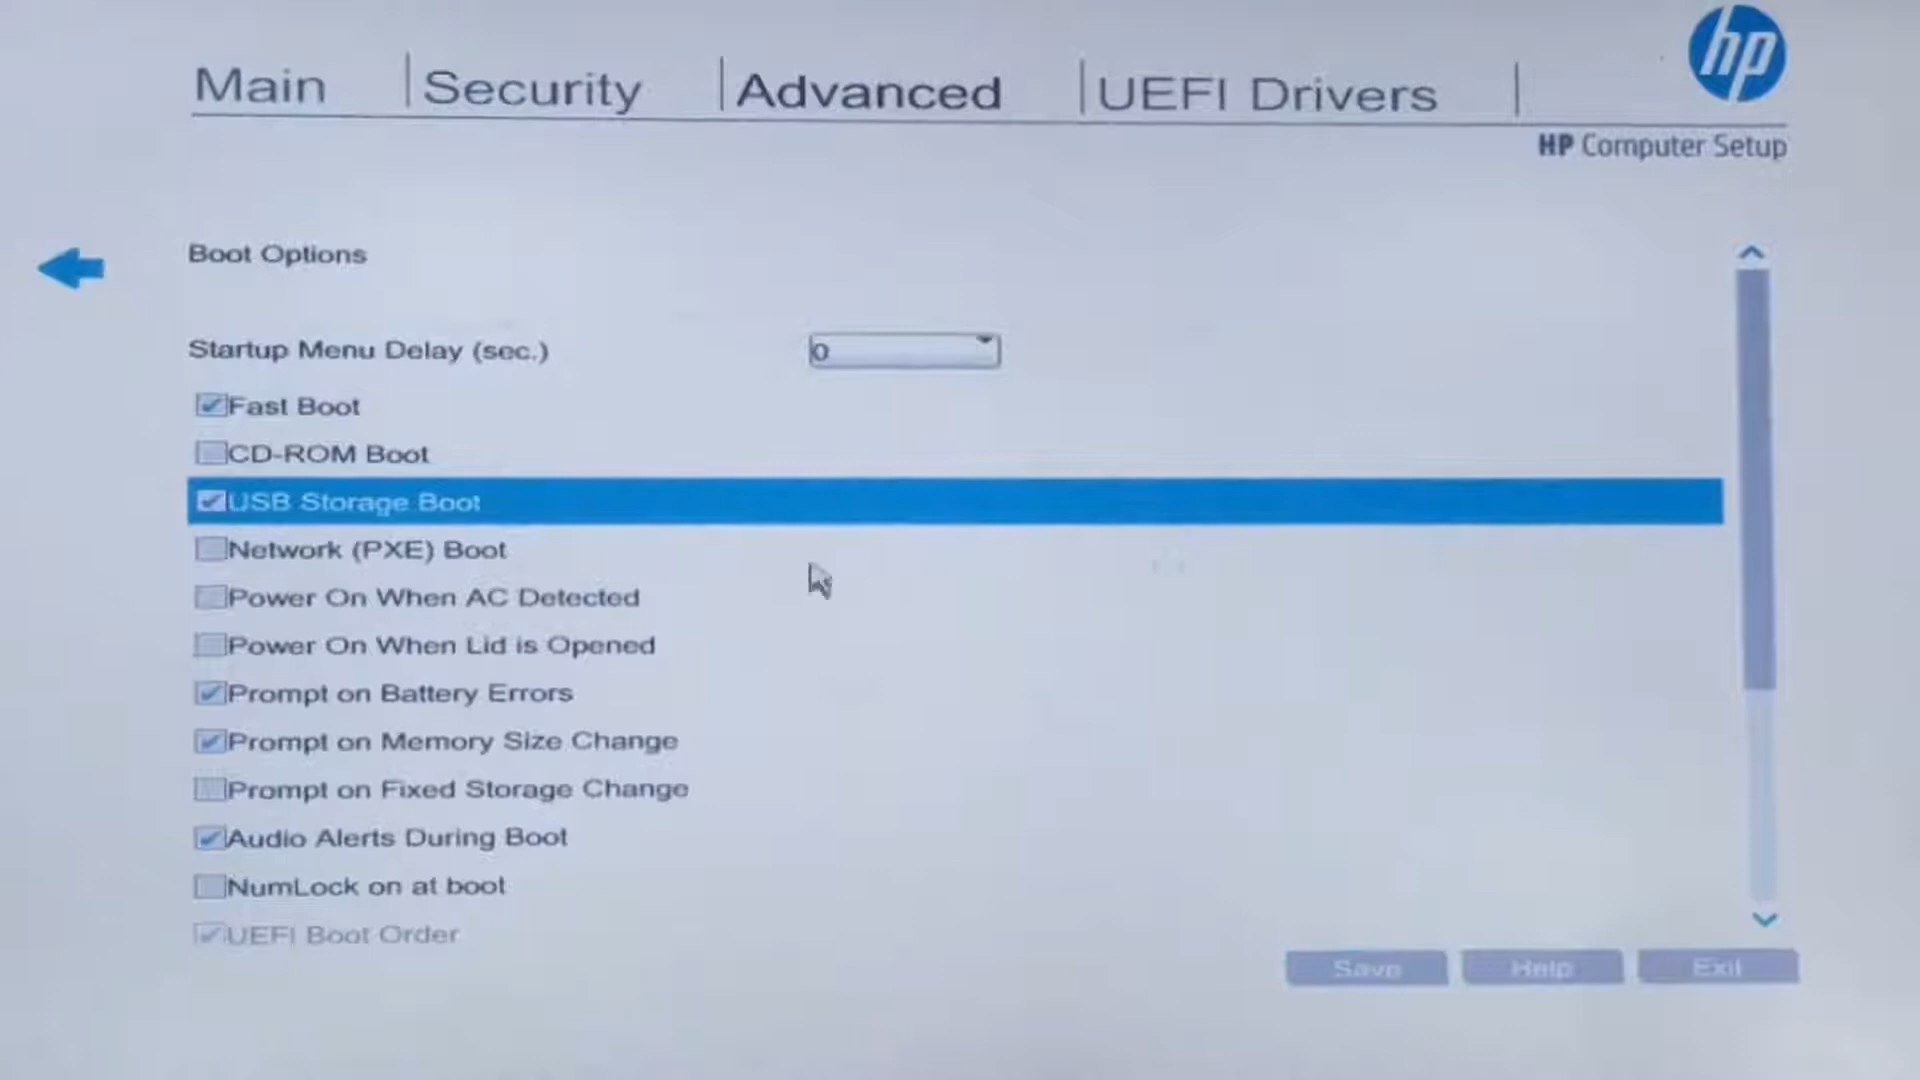 hp
Main
Security
Advanced
UEFI Drivers
HP Computer Setup
Boot Options
Startup Menu Delay (sec.)
0
Fast Boot
CD-ROM Boot
USB Storage Boot
Network (PXE) Boot
Power On When AC Detected
Power On When Lid is Opened
Prompt on Battery Errors
Prompt on Memory Size Change
Prompt on Fixed Storage Change
Audio Alerts During Boot
NumLock on at boot
UEFI Boot Order
Save
Help
Exit